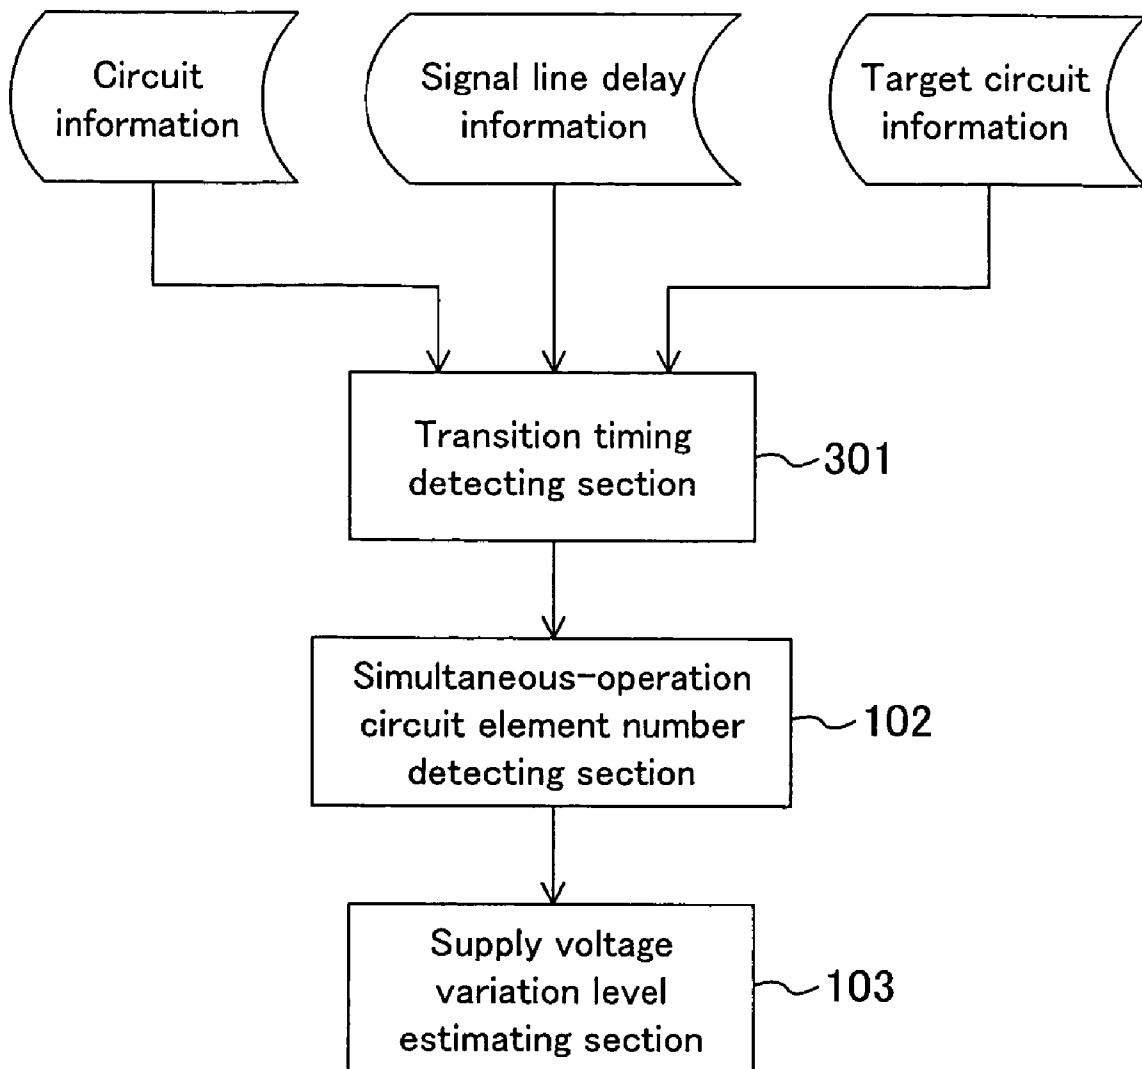 Circuit
information
Signal line delay
information
Target circuit
information
Transition timing
detecting section
301
Simultaneous-operation
circuit element number
detecting section
102
Supply voltage
variation level
estimating section
103